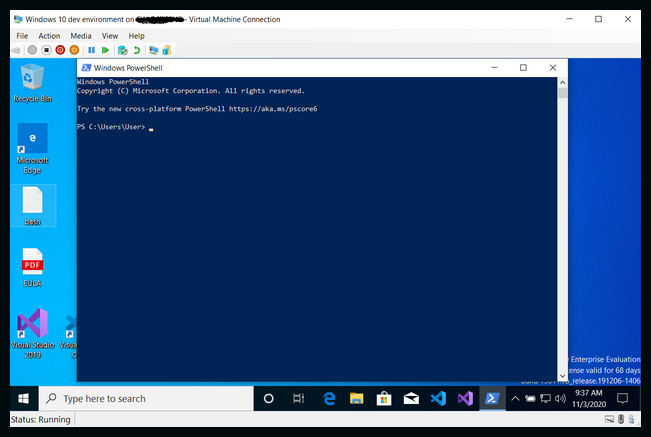 Windows 10 dev environment on - Virtual Machine Connection
File Action Media View Help
Windows PowerShell
Windows PowerShell
Copyright (C) Microsoft Corporation. All rights reserved.
Try the new cross-platform PowerShell https://aka.ms/pscore6
PS C:\Users\User>
Recycle Bin
Microsoft
Edge
bash
PDF
EULA
Visual Studio
2019
Visua
C
Enterprise Evaluation
cense valid for 68 days
_release.191206-1406
Type here to search
9:37 AM
11/3/2020
Status: Running